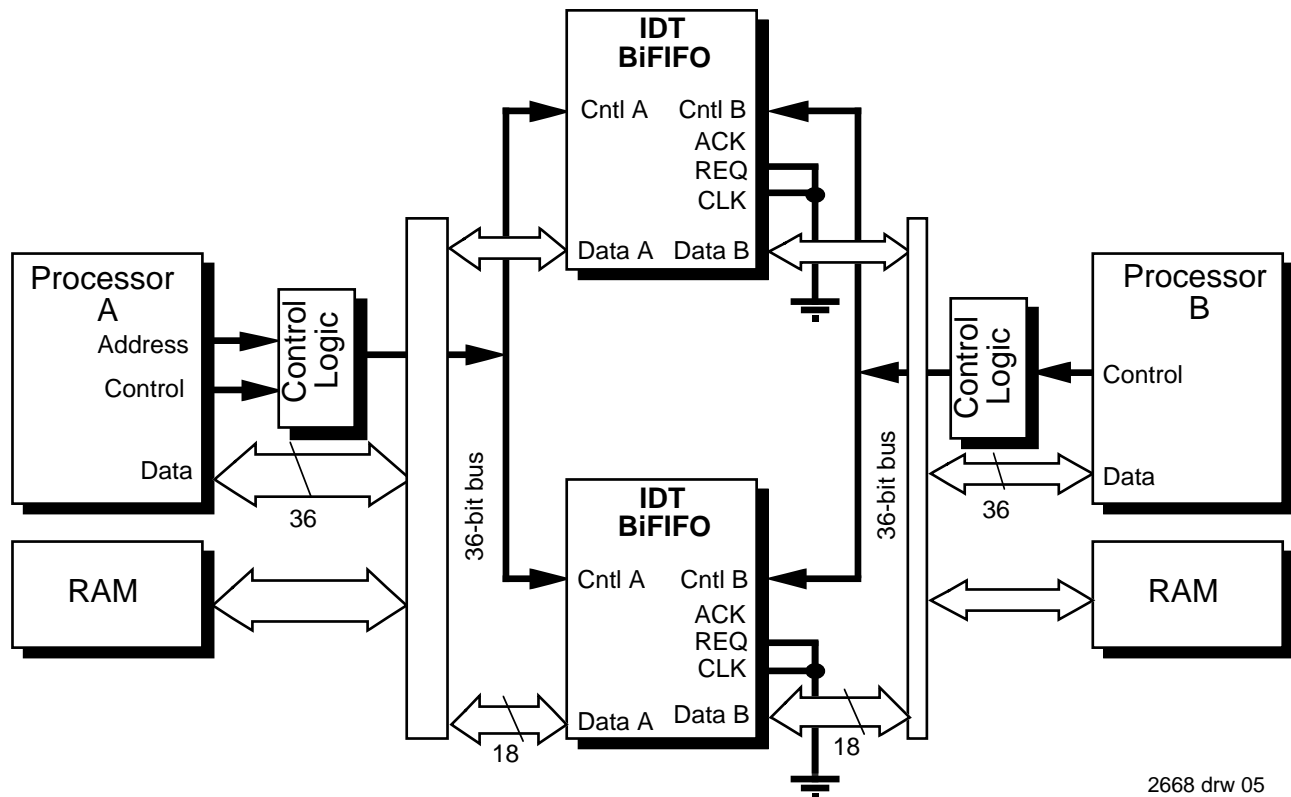 IDT
BiFIFO
Cntl A
Cntl B
ACK
REQ
CLK
Data A
Data B
Processor
A
Address
Control
Data
Control
Logic
36
RAM
36-bit bus
IDT
BiFIFO
Cntl A
Cntl B
ACK
REQ
CLK
Data A
Data B
18
18
36-bit bus
Control
Logic
Processor
B
Control
Data
36
RAM
2668 drw 05